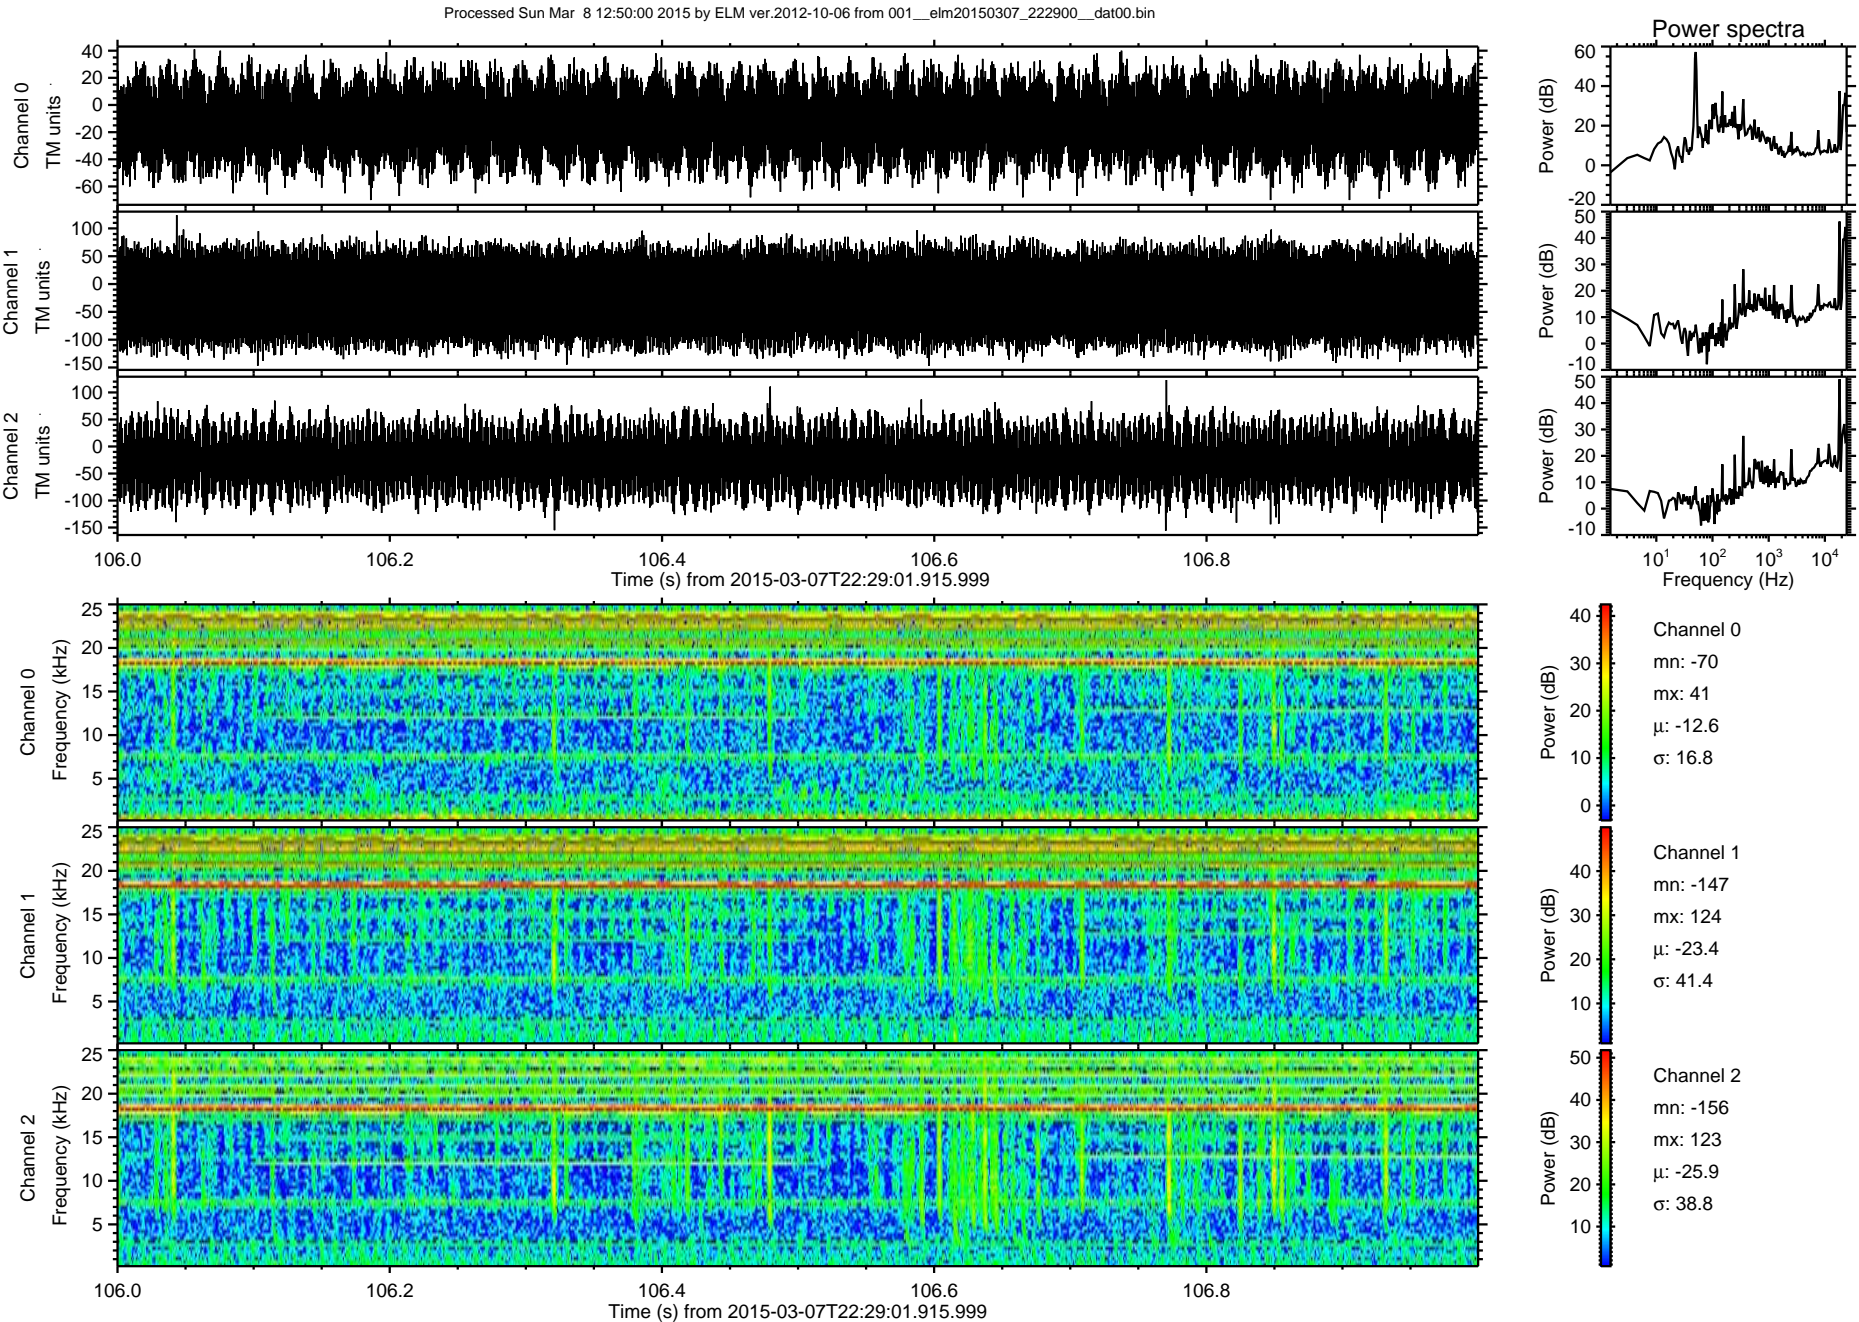 Processed Sun Mar 8 12:50:00 2015 by ELM ver.2012-10-06 from 001__elm20150307_222900__dat00.bin
Power spectra
Channel 0
TM units
40
20
0
-20
-40
-60
Power (dB)
60
40
20
0
-20
Channel 1
TM units
100
50
0
-50
-100
-150
Power (dB)
50
40
30
20
10
0
-10
Channel 2
TM units
100
50
0
-50
-100
-150
Power (dB)
50
40
30
20
10
0
-10
106.0 106.2 106.4 106.6 106.8
Time (s) from 2015-03-07T22:29:01.915.999
10¹ 10² 10³ 10⁴
Frequency (Hz)
Channel 0
Frequency (kHz)
25
20
15
10
5
Power (dB)
40
30
20
10
0
Channel 0
mn: -70
mx: 41
μ: -12.6
σ: 16.8
Channel 1
Frequency (kHz)
25
20
15
10
5
Power (dB)
40
30
20
10
Channel 1
mn: -147
mx: 124
μ: -23.4
σ: 41.4
Channel 2
Frequency (kHz)
25
20
15
10
5
Power (dB)
50
40
30
20
10
Channel 2
mn: -156
mx: 123
μ: -25.9
σ: 38.8
106.0 106.2 106.4 106.6 106.8
Time (s) from 2015-03-07T22:29:01.915.999